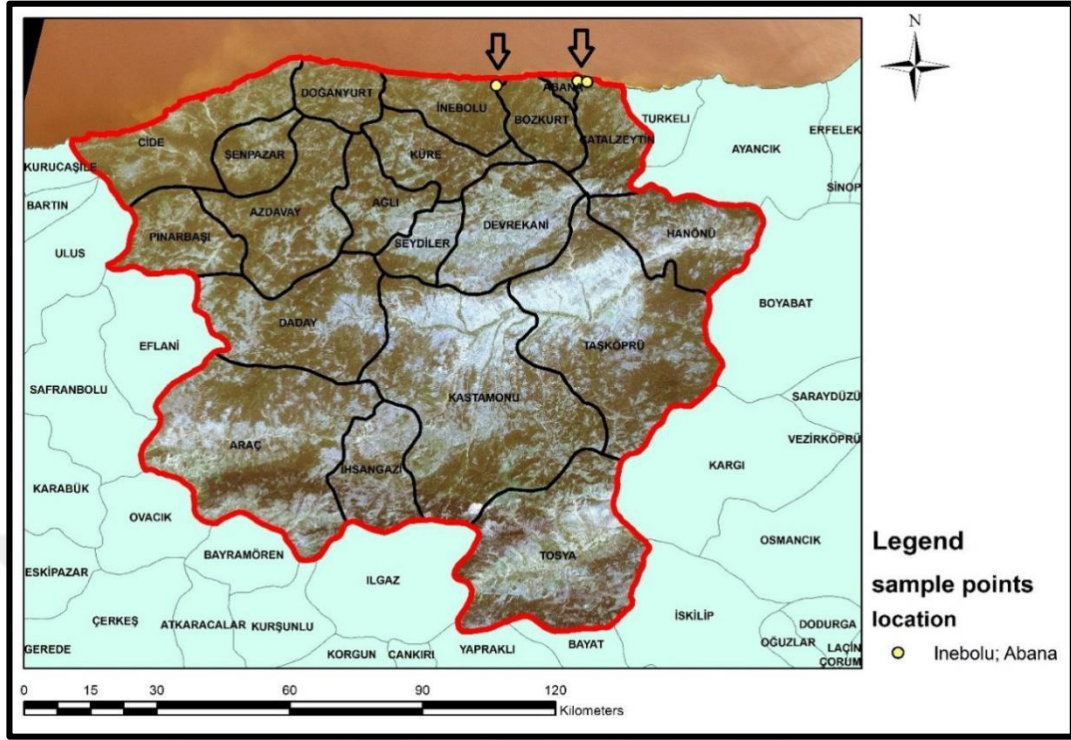 N
DOĞANYURT
İNEBOLU
ABANA
BOZKURT
TURKELI
CİDE
ŞENPAZAR
KÜRE
ÇATALZEYTİN
AYANCIK
ERFELEK
KURUCAŞİLE
SİNOP
BARTIN
AZDAVAY
AĞLI
DEVREKANİ
PINARBAŞI
SEYDİLER
HANÖNÜ
ULUS
BOYABAT
DADAY
EFLANİ
TAŞKÖPRÜ
SAFRANBOLU
KASTAMONU
SARAYDÜZÜ
ARAÇ
VEZİRKÖPRÜ
İHSANGAZİ
KARGI
KARABÜK
OVACIK
OSMANCIK
BAYRAMÖREN
TOSYA
ESKİPAZAR
ILGAZ
İSKİLİP
ÇERKEŞ
ATKARACALAR
KURŞUNLU
DODURGA
OĞUZLAR
GEREDE
KORGUN
ÇANKIRI
YAPRAKLI
BAYAT
LAÇİN
ÇORUM
Legend
sample points
location
Inebolu; Abana
0 15 30 60 90 120
Kilometers